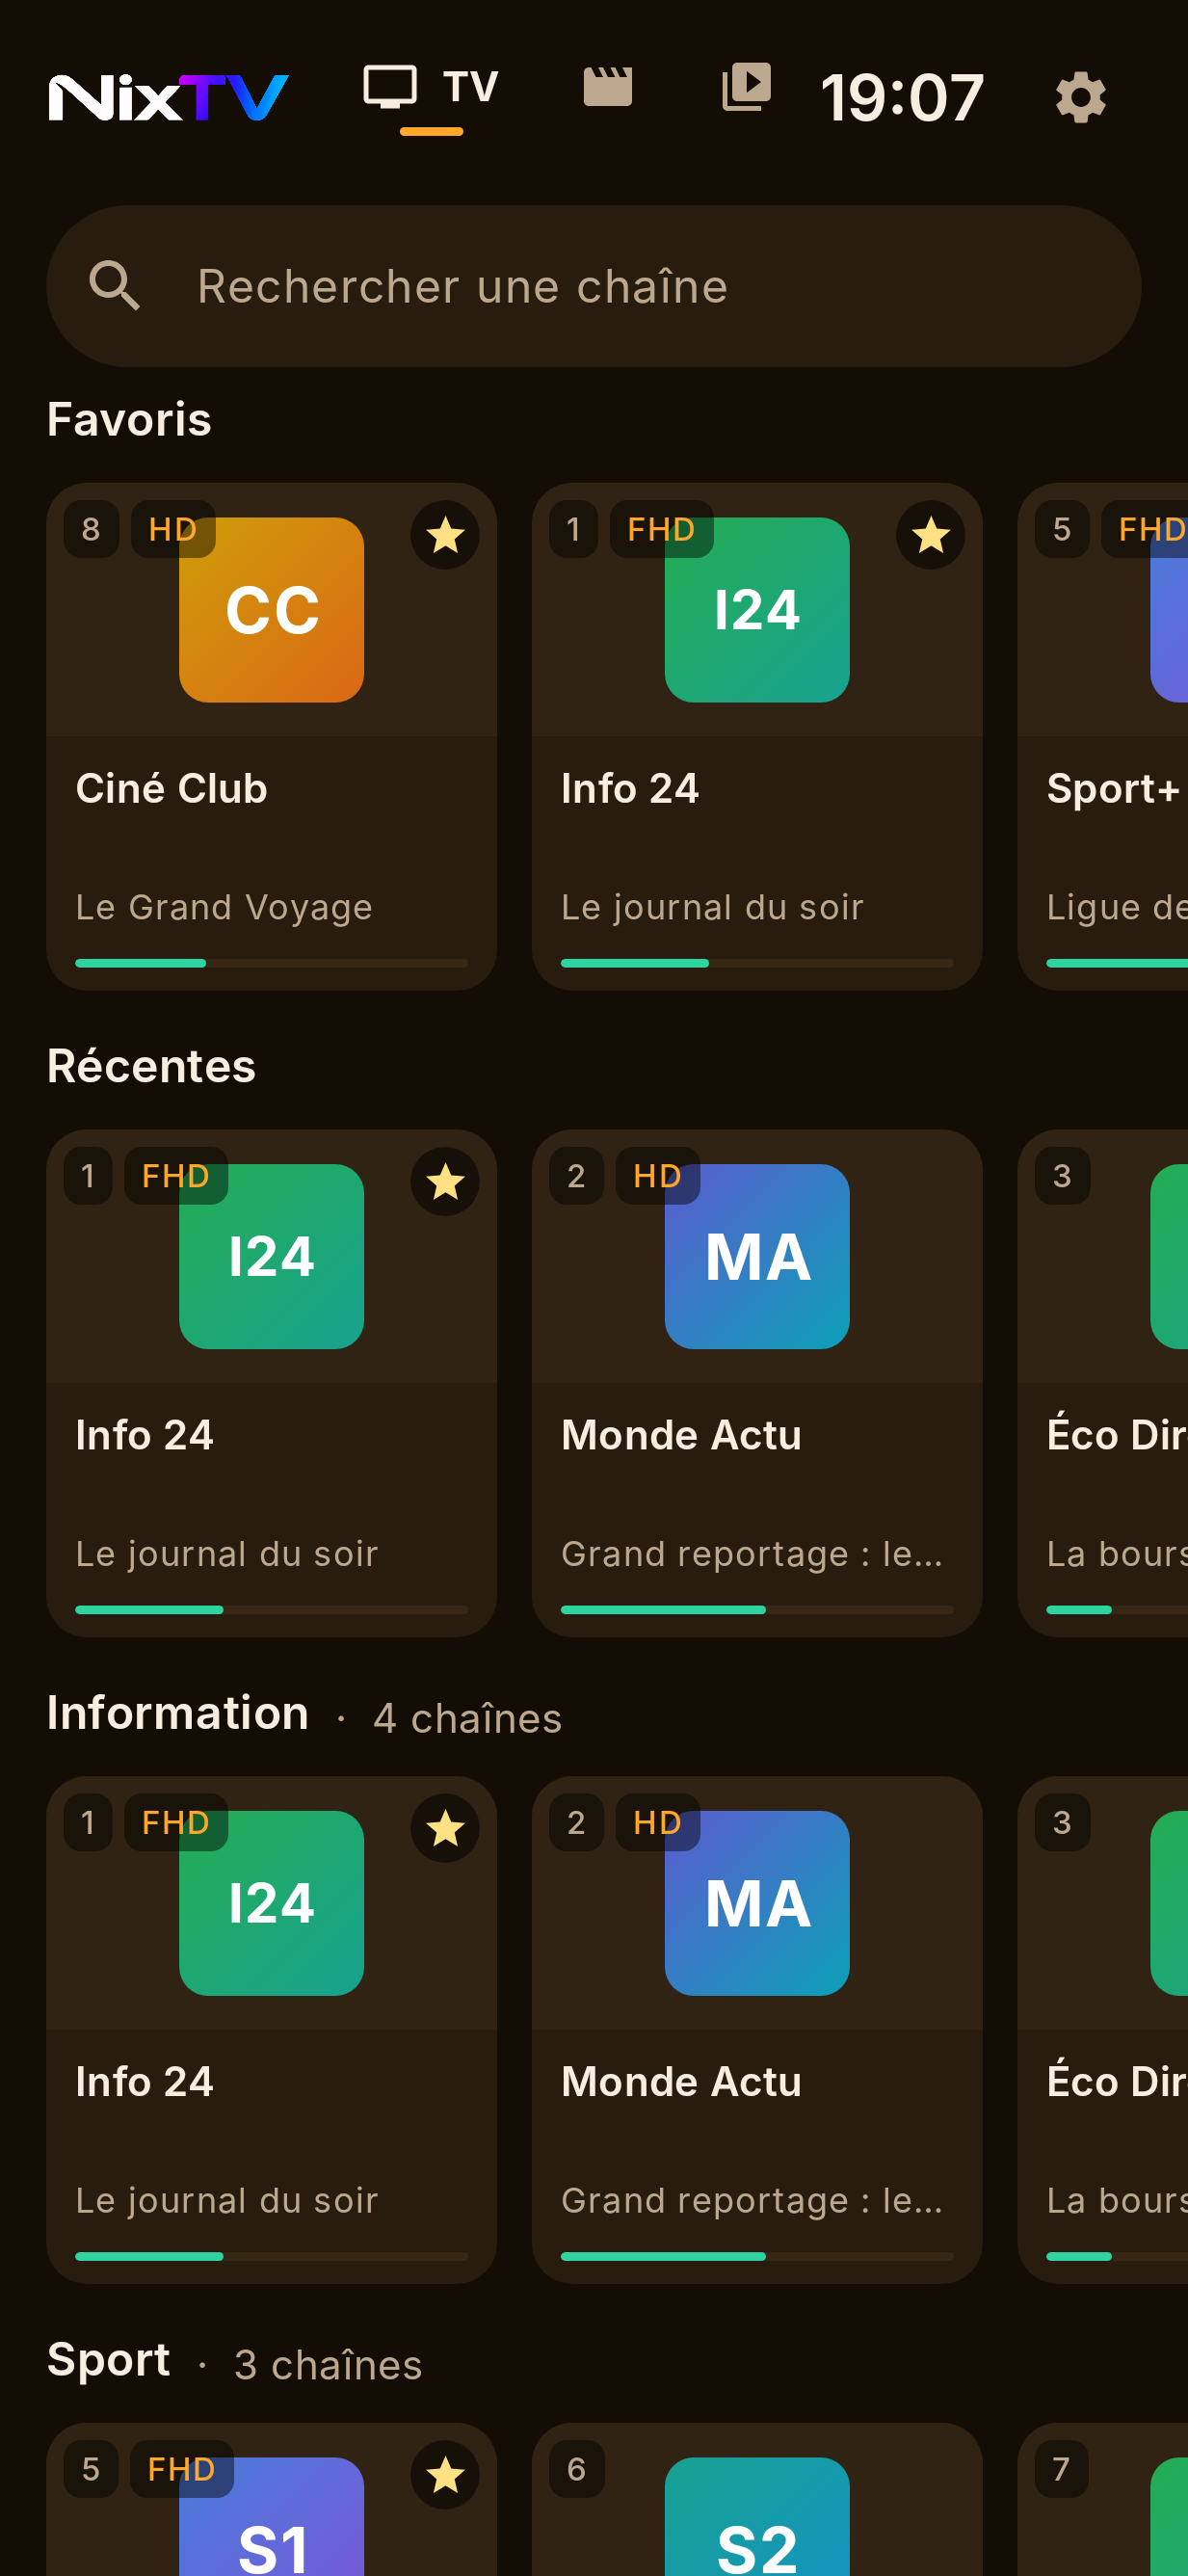 NixTV TV 19:07
Rechercher une chaîne
Favoris
8 HD 1 FHD 5 FHD
CC I24
Ciné Club Info 24 Sport+
Le Grand Voyage Le journal du soir Ligue de
Récentes
1 FHD 2 HD 3
I24 MA
Info 24 Monde Actu Éco Dir
Le journal du soir Grand reportage : le... La bours
Information · 4 chaînes
1 FHD 2 HD 3
I24 MA
Info 24 Monde Actu Éco Dir
Le journal du soir Grand reportage : le... La bours
Sport · 3 chaînes
5 FHD 6 7
S1 S2